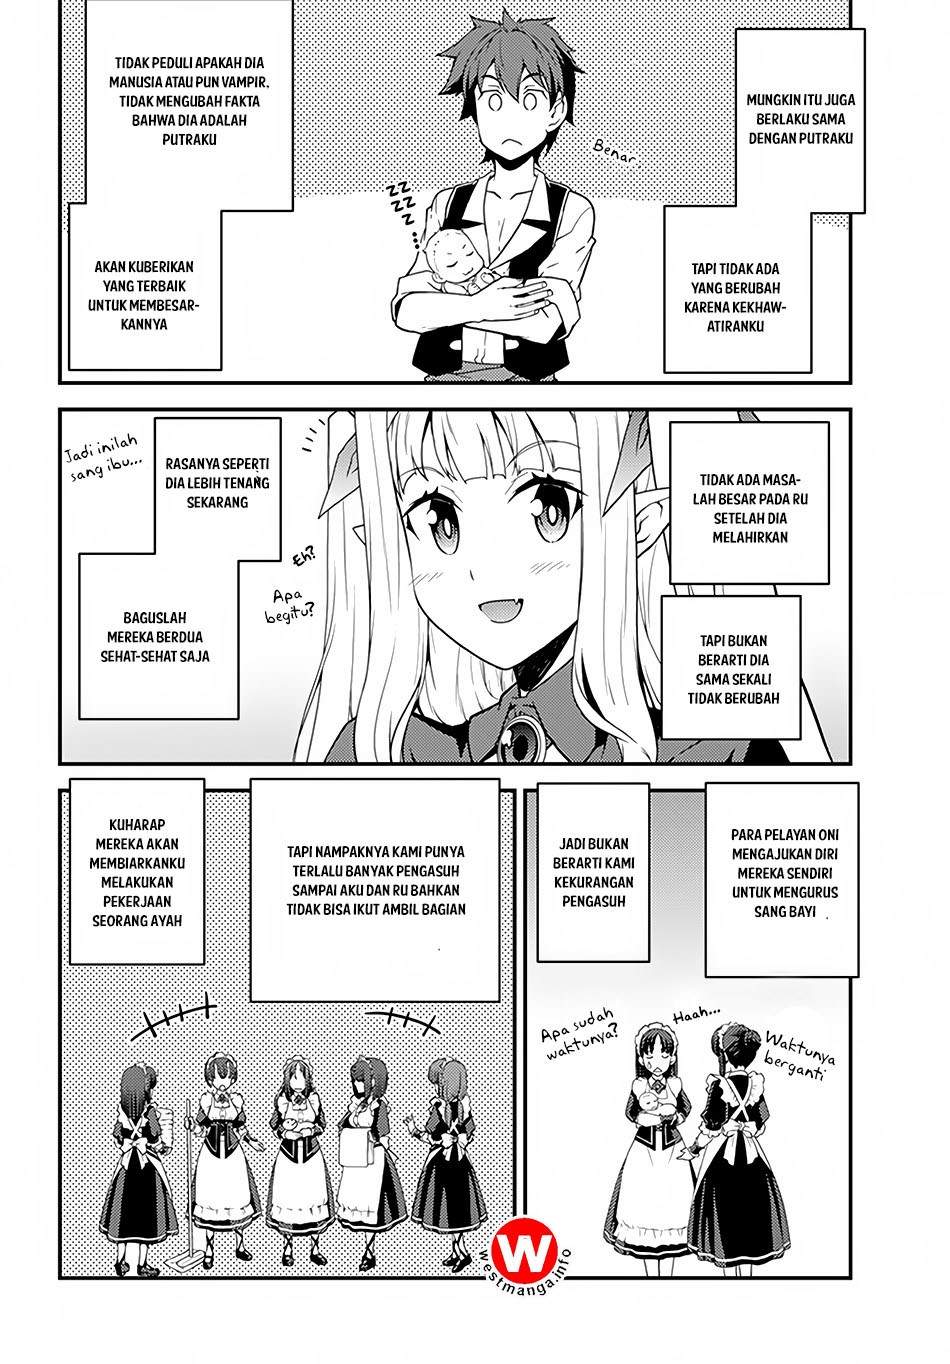 MUNGKIN ITU JUGA
BERLAKU SAMA
DENGAN PUTRAKU
TAPI TIDAK ADA
YANG BERUBAH
KARENA KEKHAW-
ATIRANKU
Benar..
ZZ
ZZ
Z
TIDAK PEDULI APAKAH DIA
MANUSIA ATAU PUN VAMPIR,
TIDAK MENGUBAH FAKTA
BAHWA DIA ADALAH
PUTRAKU
AKAN KUBERIKAN
YANG TERBAIK
UNTUK MEMBESAR-
KANNYA
TIDAK ADA MASA-
LAH BESAR PADA RU
SETELAH DIA
MELAHIRKAN
TAPI BUKAN
BERARTI DIA
SAMA SEKALI
TIDAK BERUBAH
RASANYA SEPERTI
DIA LEBIH TENANG
SEKARANG
Jadi inilah
sang ibu...
Eh?
Apa
begitu?
BAGUSLAH
MEREKA BERDUA
SEHAT-SEHAT SAJA
PARA PELAYAN ONI
MENGAJUKAN DIRI
MEREKA SENDIRI
UNTUK MENGURUS
SANG BAYI
JADI BUKAN
BERARTI KAMI
KEKURANGAN
PENGASUH
Waktunya
berganti
Haah...
Apa sudah
waktunya?
TAPI NAMPAKNYA KAMI PUNYA
TERLALU BANYAK PENGASUH
SAMPAI AKU DAN RU BAHKAN
TIDAK BISA IKUT AMBIL BAGIAN
KUHARAP
MEREKA AKAN
MEMBIARKANKU
MELAKUKAN
PEKERJAAN
SEORANG AYAH
W
westmanga.info